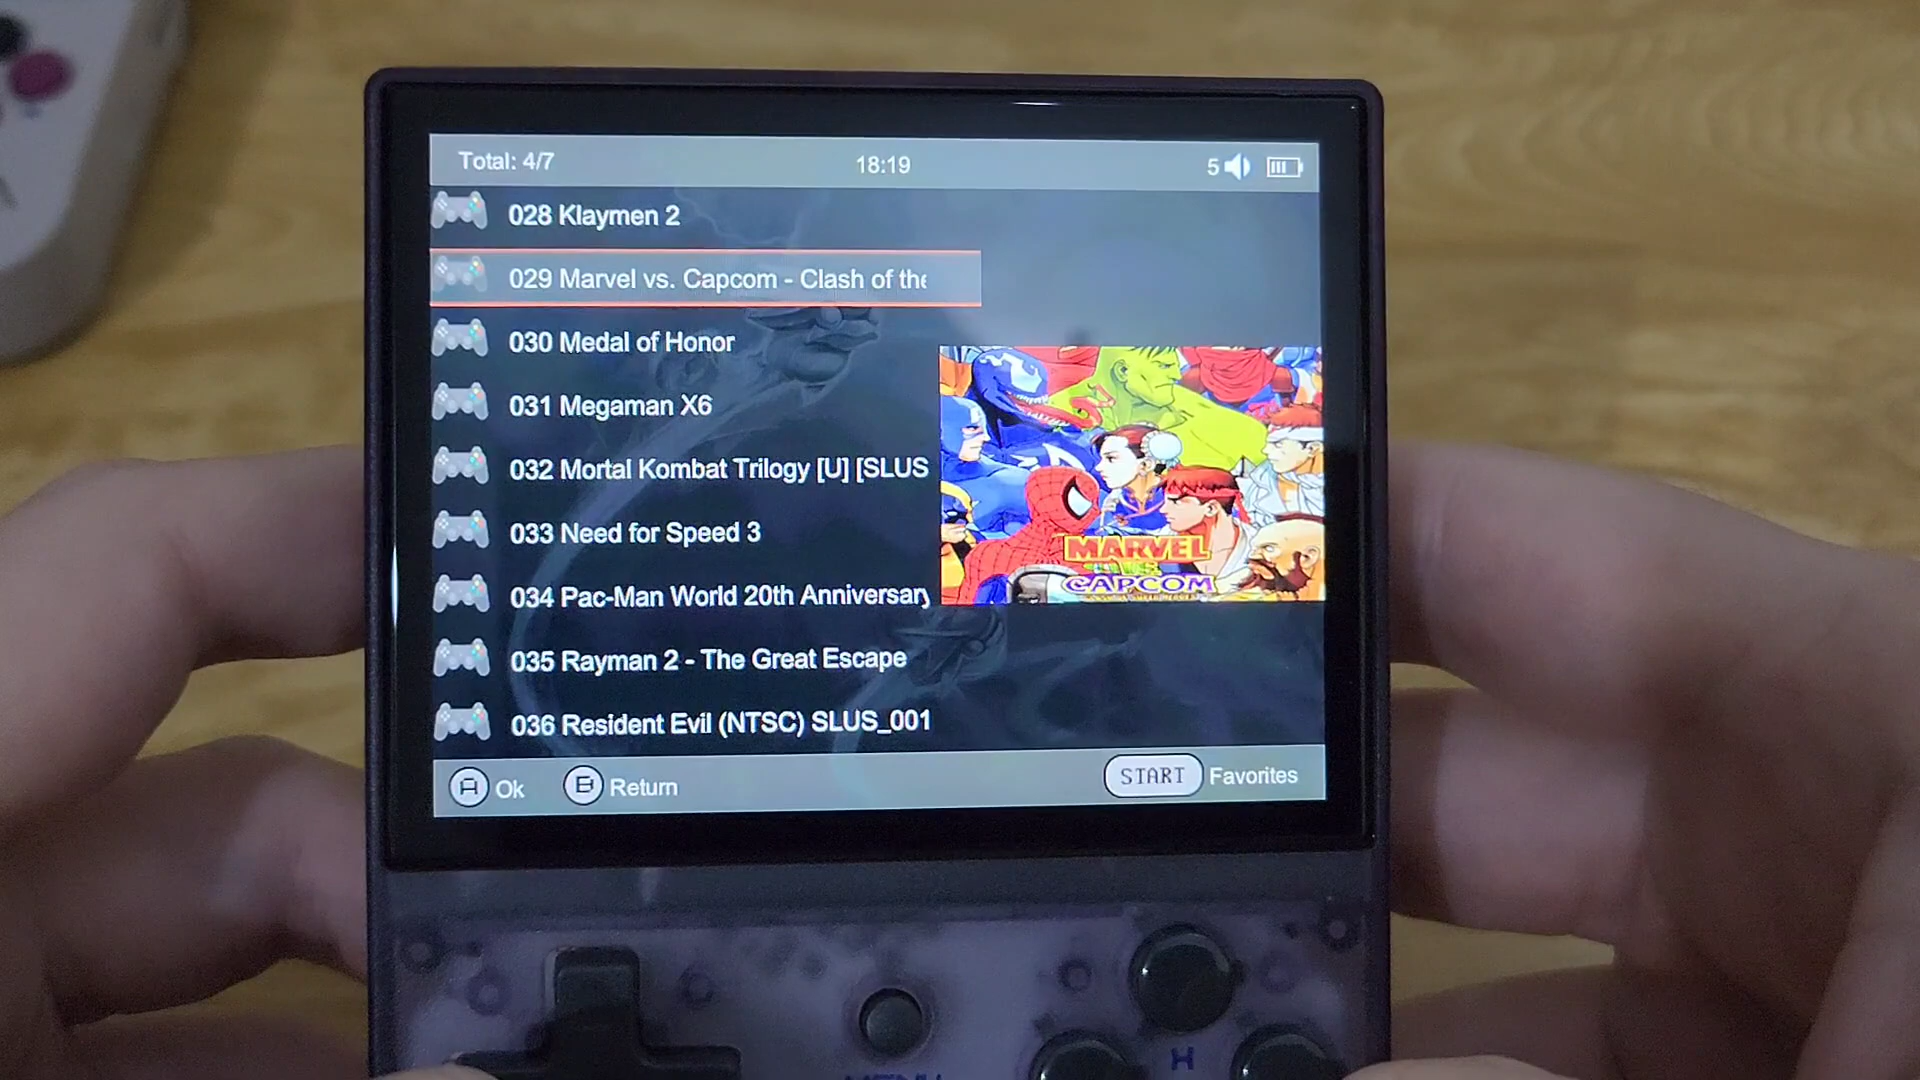 Total: 4/7
18:19
5
028 Klaymen 2
029 Marvel vs. Capcom - Clash of the
030 Medal of Honor
031 Megaman X6
032 Mortal Kombat Trilogy [U] [SLUS
033 Need for Speed 3
034 Pac-Man World 20th Anniversary
035 Rayman 2 - The Great Escape
036 Resident Evil (NTSC) SLUS_001
MARVEL
VS.
CAPCOM
A Ok
B Return
START Favorites
MENU
H